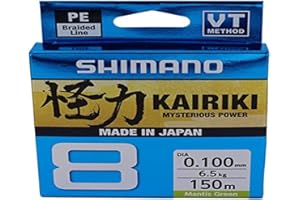 PE
Braided Line
VT
METHOD
SHIMANO
怪力 KAIRIKI
MYSTERIOUS POWER
MADE IN JAPAN
8
DIA
0.100mm
6.5kg
150m
Mantis Green